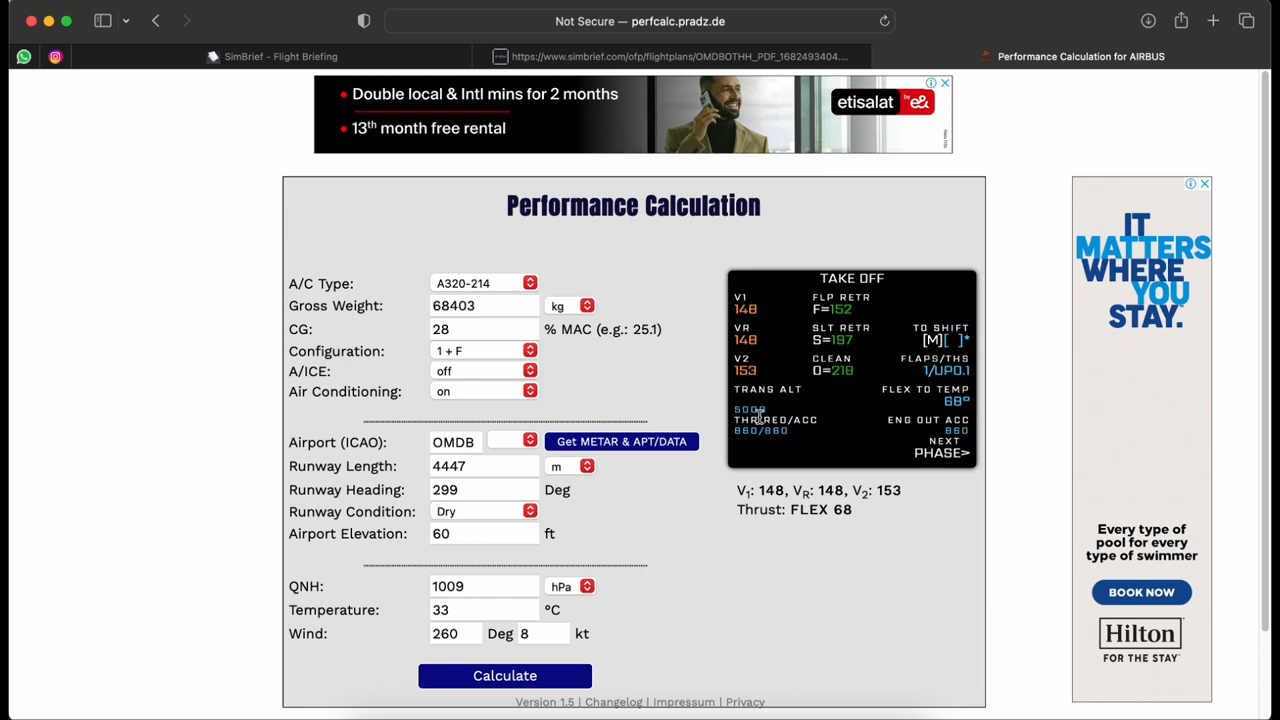 Not Secure — perfcalc.pradz.de
SimBrief - Flight Briefing
https://www.simbrief.com/ofp/flightplans/OMDBOTHH_PDF_1682493404....
Performance Calculation for AIRBUS
Double local & Intl mins for 2 months
13th month free rental
etisalat by e&
Performance Calculation
A/C Type: A320-214
Gross Weight: 68403 kg
CG: 28 % MAC (e.g.: 25.1)
Configuration: 1 + F
A/ICE: off
Air Conditioning: on
Airport (ICAO): OMDB Get METAR & APT/DATA
Runway Length: 4447 m
Runway Heading: 299 Deg
Runway Condition: Dry
Airport Elevation: 60 ft
QNH: 1009 hPa
Temperature: 33 °C
Wind: 260 Deg 8 kt
Calculate
Version 1.5 | Changelog | Impressum | Privacy
TAKE OFF
V1 FLP RETR
148 F=152
VR SLT RETR TO SHIFT
148 S=197 [M][ ]*
V2 CLEAN FLAPS/THS
153 O=218 1/UP0.1
TRANS ALT FLEX TO TEMP
68°
THR RED/ACC ENG OUT ACC
860/860 860
NEXT
PHASE>
V1: 148, VR: 148, V2: 153
Thrust: FLEX 68
IT
MATTERS
WHERE
YOU
STAY.
Every type of
pool for every
type of swimmer
BOOK NOW
Hilton
FOR THE STAY™